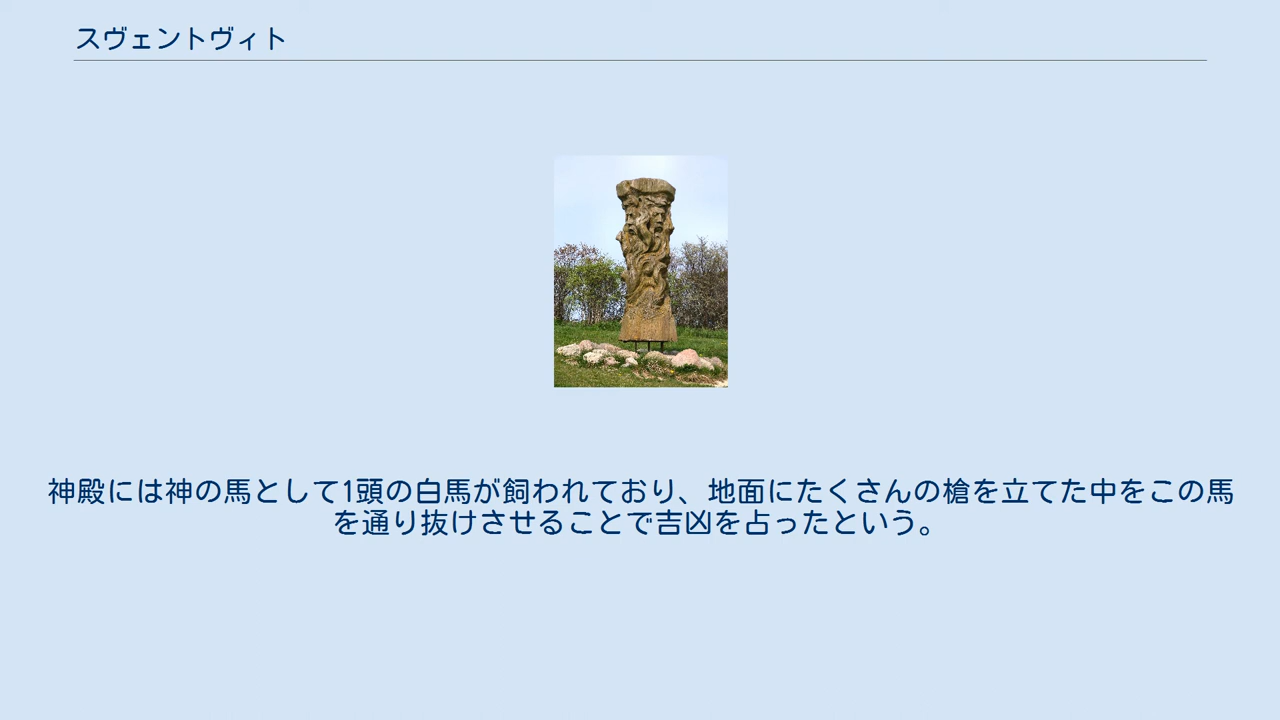 スヴェントヴィト
神殿には神の馬として1頭の白馬が飼われており、地面にたくさんの槍を立てた中をこの馬
を通り抜けさせることで吉凶を占ったという。